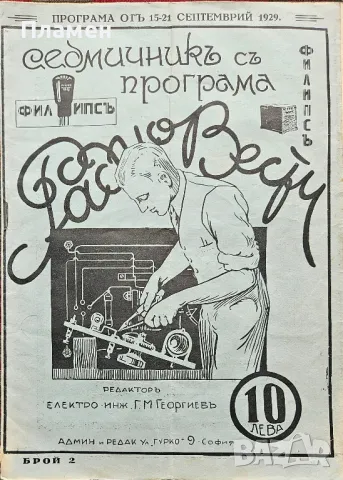 ПРОГРАМА ОТЪ 15-21 СЕПТЕМВРИЙ 1929.
Пламен
СЕДМИЧНИКЪ СЪ
ПРОГРАМА
ФИЛИПСЪ
ФИЛИПСЪ
Радио Вести
РЕДАКТОРЪ
ЕЛЕКТРО-ИНЖ. Г.М ГЕОРГИЕВЪ
10
ЛЕВА
АДМИН и РЕДАК УЛ. "ГУРКО" 9 - СОФИЯ
БРОЙ 2
bazar